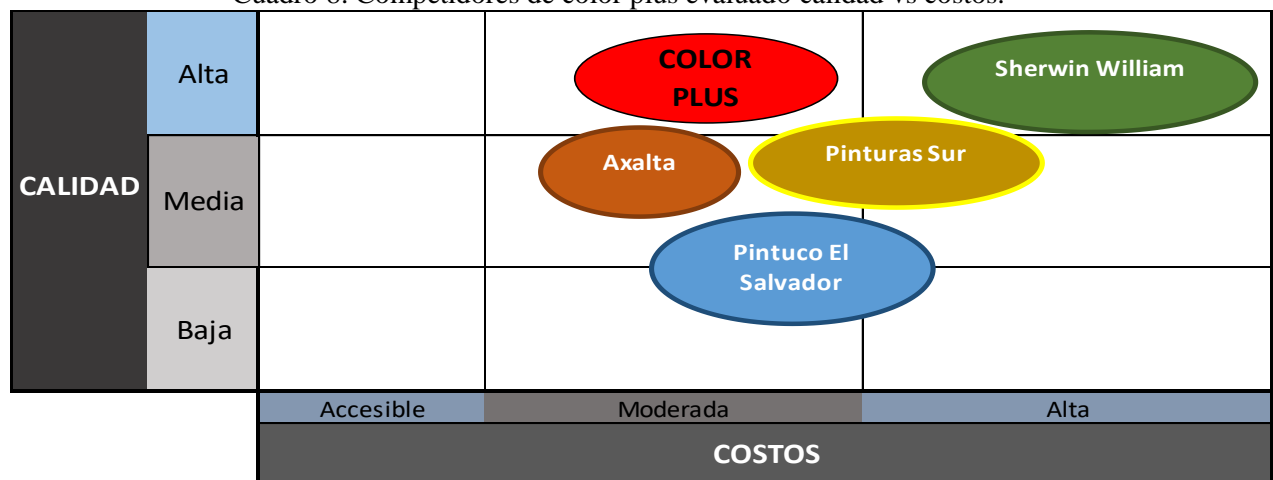 Cuadro 8. Competidores de color plus evaluado calidad vs costos.
Alta
COLOR
PLUS
Sherwin William
CALIDAD
Media
Axalta
Pinturas Sur
Pintuco El
Salvador
Baja
Accesible
Moderada
Alta
COSTOS